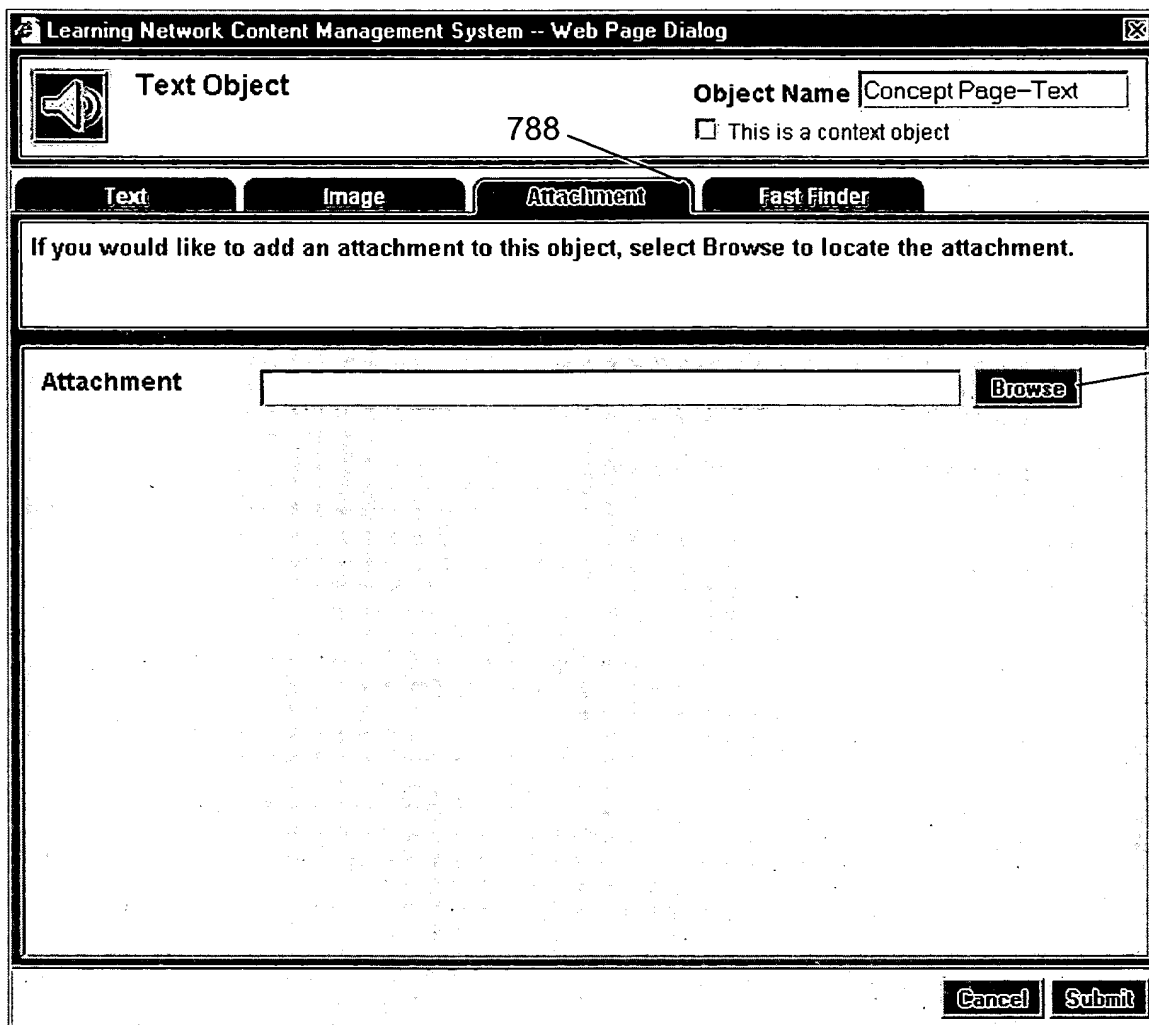 Learning Network Content Management System -- Web Page Dialog
Text Object
Object Name Concept Page-Text
788
This is a context object
Text Image Attachment Fast Finder
If you would like to add an attachment to this object, select Browse to locate the attachment.
Attachment Browse
Cancel Submit